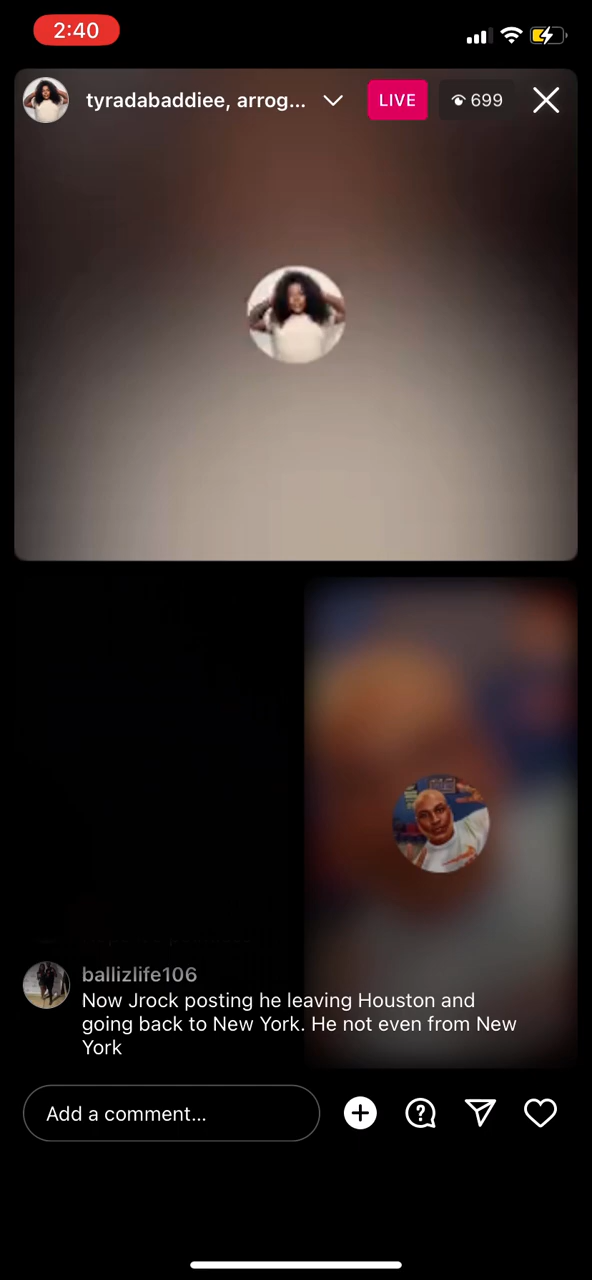 2:40
tyradabaddiee, arrog...
LIVE
699
ballizlife106
Now Jrock posting he leaving Houston and
going back to New York. He not even from New
York
Add a comment...